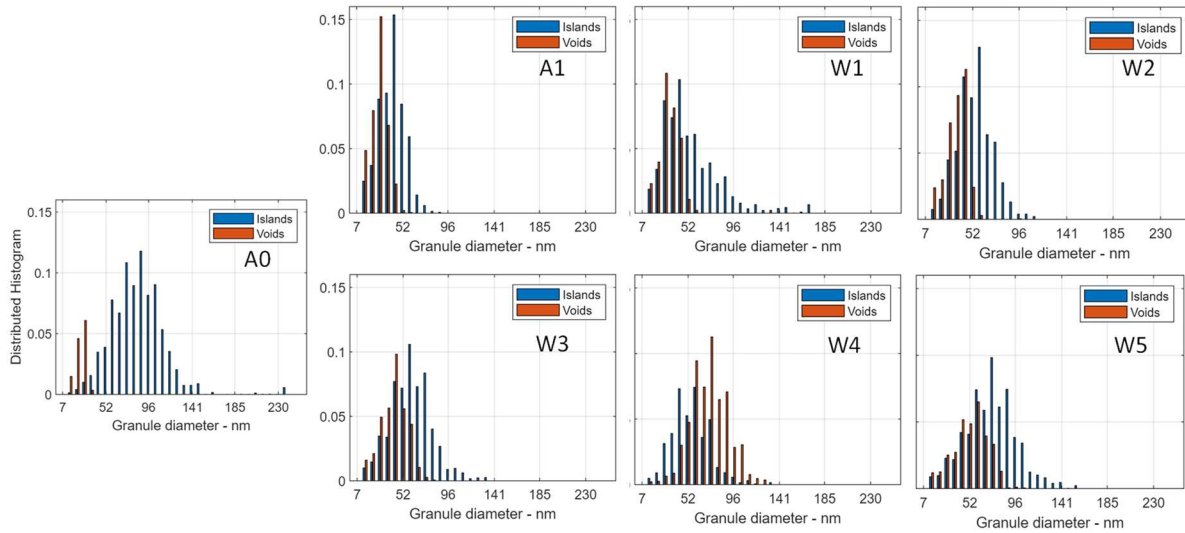 0.15
0.1
0.05
0
Islands
Voids
A1
7 52 96 141 185 230
Granule diameter - nm
Islands
Voids
W1
7 52 96 141 185 230
Granule diameter - nm
Islands
Voids
W2
7 52 96 141 185 230
Granule diameter - nm
Distributed Histogram
0.15
0.1
0.05
0
Islands
Voids
A0
7 52 96 141 185 230
Granule diameter - nm
0.15
0.1
0.05
0
Islands
Voids
W3
7 52 96 141 185 230
Granule diameter - nm
Islands
Voids
W4
7 52 96 141 185 230
Granule diameter - nm
Islands
Voids
W5
7 52 96 141 185 230
Granule diameter - nm